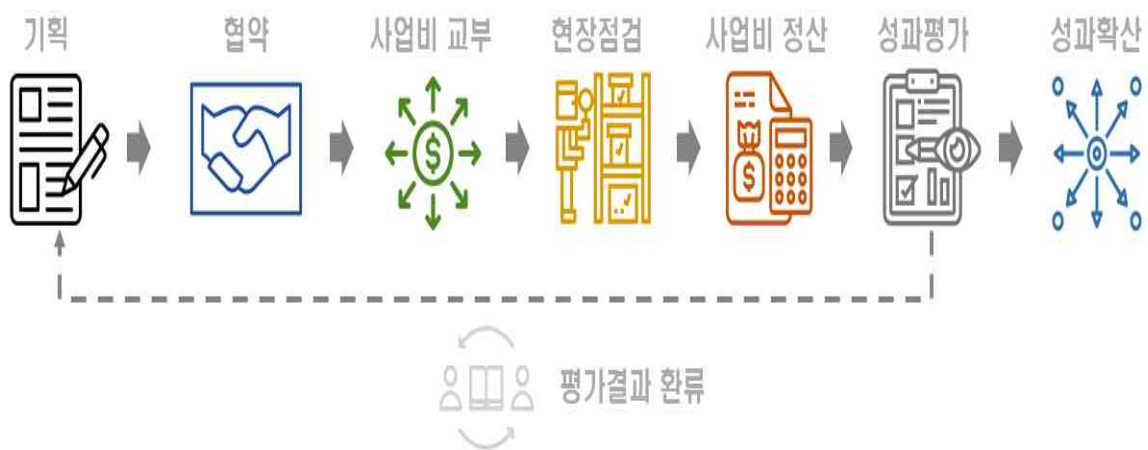 기획
협약
사업비 교부
현장점검
사업비 정산
성과평가
성과확산
평가결과 환류